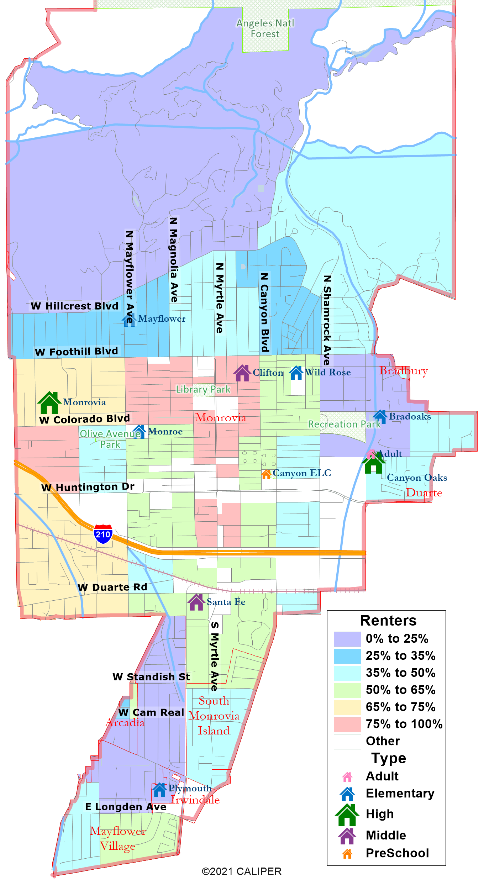 Angeles Natl
Forest
N Mayflower Ave
N Magnolia Ave
N Myrtle Ave
N Canyon Blvd
N Shamrock Ave
W Hillcrest Blvd
Mayflower
W Foothill Blvd
Clifton
Wild Rose
Bradbury
Library Park
Monrovia
W Colorado Blvd
Monrovia
Bradoaks
Recreation Park
Olive Avenue
Park
Monroe
Adult
Canyon ELC
Canyon Oaks
W Huntington Dr
Duarte
210
W Duarte Rd
Santa Fe
S Myrtle Ave
W Standish St
South
Monrovia
Island
W Cam Real
Arcadia
Plymouth
Irwindale
E Longden Ave
Mayflower
Village
Renters
0% to 25%
25% to 35%
35% to 50%
50% to 65%
65% to 75%
75% to 100%
Other
Type
Adult
Elementary
High
Middle
PreSchool
©2021 CALIPER